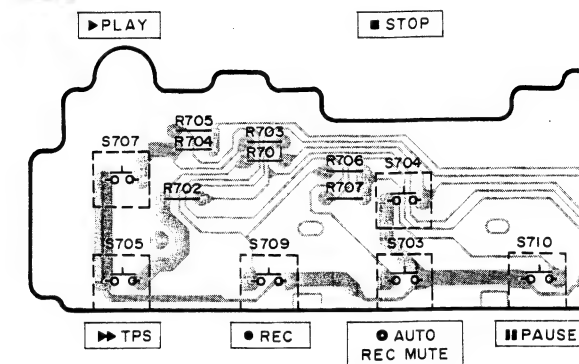 ▶PLAY
■ STOP
R705
R704
R703
R70
S707
R706
R707
S704
R702
S705
S709
S703
S710
▶▶ TPS
● REC
AUTO
REC MUTE
PAUSE